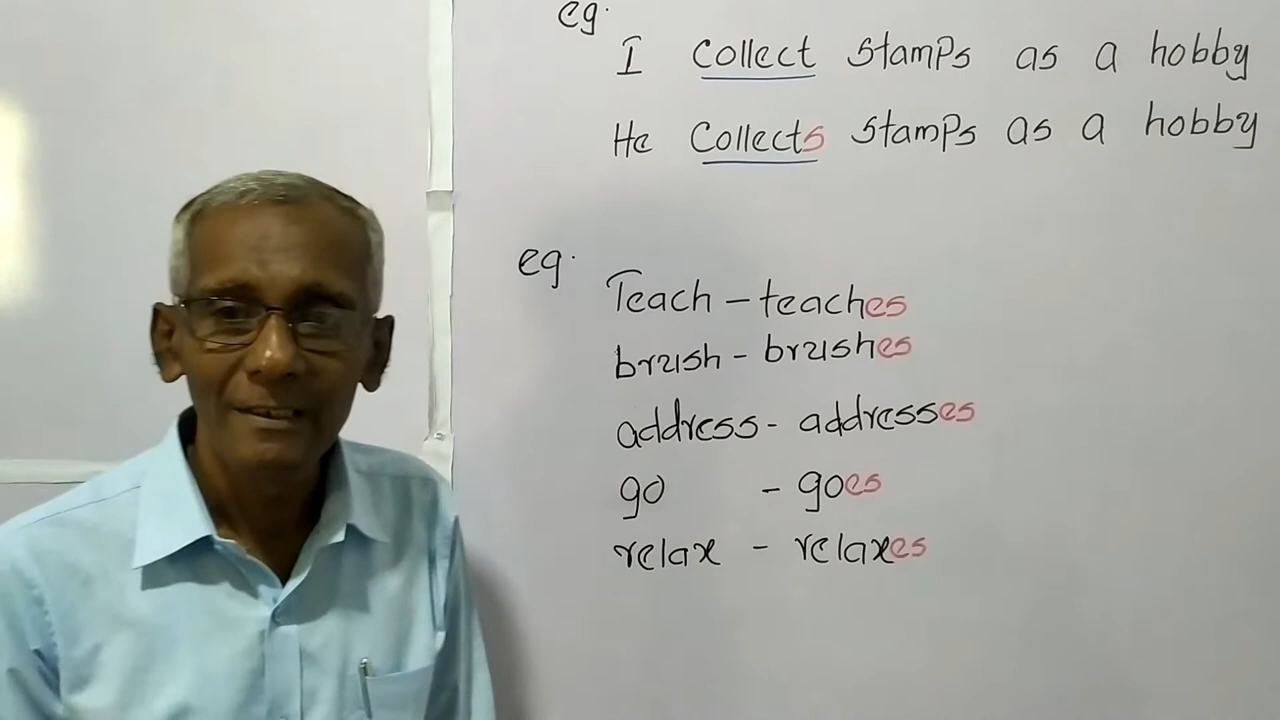 eg.
I Collect Stamps as a hobby
He Collects Stamps as a hobby
eg.
Teach - teaches
brush - brushes
address - addresses
go - goes
relax - relaxes